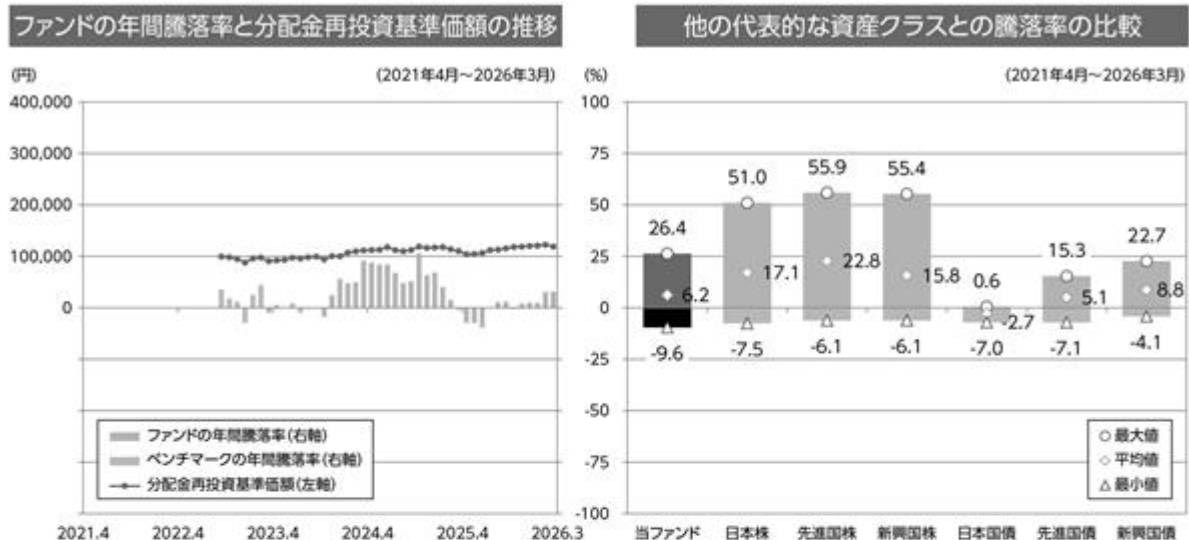 ファンドの年間騰落率と分配金再投資基準価額の推移
(円)
(2021年4月～2026年3月)
400,000
300,000
200,000
100,000
0
ファンドの年間騰落率(右軸)
ベンチマークの年間騰落率(右軸)
分配金再投資基準価額(左軸)
2021.4 2022.4 2023.4 2024.4 2025.4 2026.3
他の代表的な資産クラスとの騰落率の比較
(%)
(2021年4月～2026年3月)
100
75
50
25
0
-25
-50
-75
-100
26.4 51.0 55.9 55.4 0.6 15.3 22.7
6.2 17.1 22.8 15.8 -2.7 5.1 8.8
-9.6 -7.5 -6.1 -6.1 -7.0 -7.1 -4.1
最大値
平均値
最小値
当ファンド 日本株 先進国株 新興国株 日本国債 先進国債 新興国債